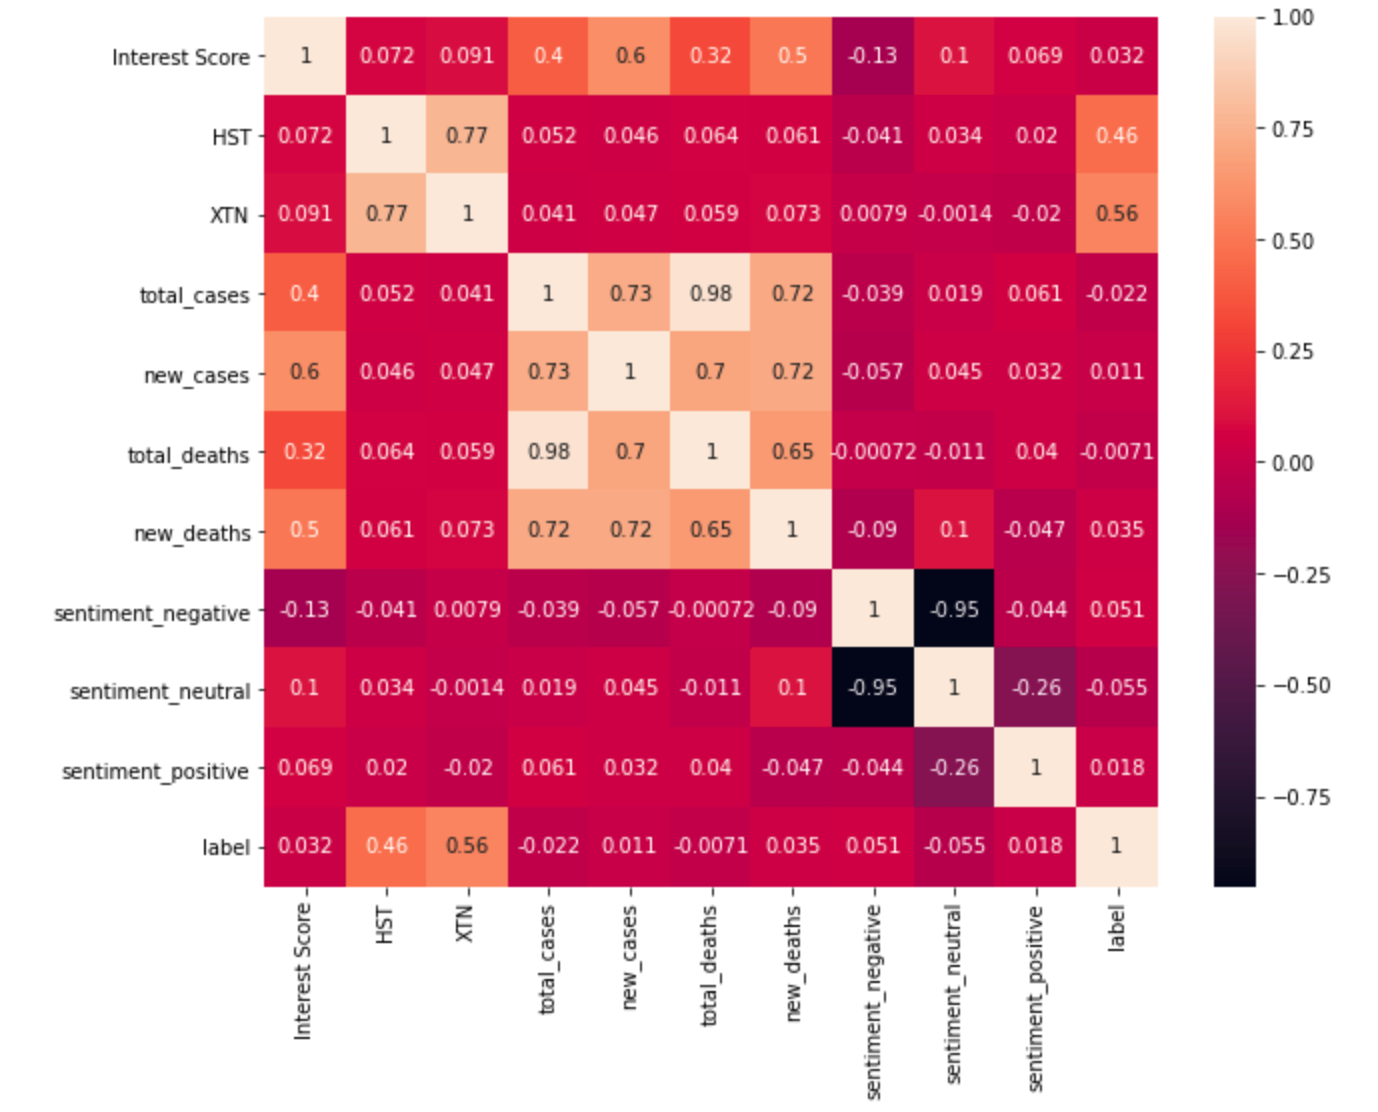 Interest Score 1 0.072 0.091 0.4 0.6 0.32 0.5 -0.13 0.1 0.069 0.032
HST 0.072 1 0.77 0.052 0.046 0.064 0.061 -0.041 0.034 0.02 0.46
XTN 0.091 0.77 1 0.041 0.047 0.059 0.073 0.0079 -0.0014 -0.02 0.56
total_cases 0.4 0.052 0.041 1 0.73 0.98 0.72 -0.039 0.019 0.061 -0.022
new_cases 0.6 0.046 0.047 0.73 1 0.7 0.72 -0.057 0.045 0.032 0.011
total_deaths 0.32 0.064 0.059 0.98 0.7 1 0.65 -0.00072 -0.011 0.04 -0.0071
new_deaths 0.5 0.061 0.073 0.72 0.72 0.65 1 -0.09 0.1 -0.047 0.035
sentiment_negative -0.13 -0.041 0.0079 -0.039 -0.057 -0.00072 -0.09 1 -0.95 -0.044 0.051
sentiment_neutral 0.1 0.034 -0.0014 0.019 0.045 -0.011 0.1 -0.95 1 -0.26 -0.055
sentiment_positive 0.069 0.02 -0.02 0.061 0.032 0.04 -0.047 -0.044 -0.26 1 0.018
label 0.032 0.46 0.56 -0.022 0.011 -0.0071 0.035 0.051 -0.055 0.018 1
Interest Score
HST
XTN
total_cases
new_cases
total_deaths
new_deaths
sentiment_negative
sentiment_neutral
sentiment_positive
label
1.00
0.75
0.50
0.25
0.00
−0.25
−0.50
−0.75